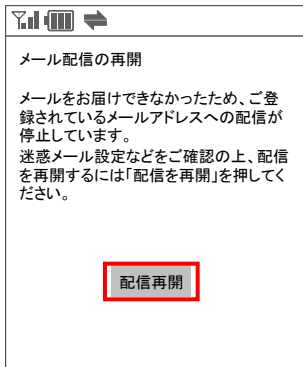 メール配信の再開
メールをお届けできなかったため、ご登
録されているメールアドレスへの配信が
停止しています。
迷惑メール設定などをご確認の上、配信
を再開するには「配信を再開」を押してく
ださい。
配信再開